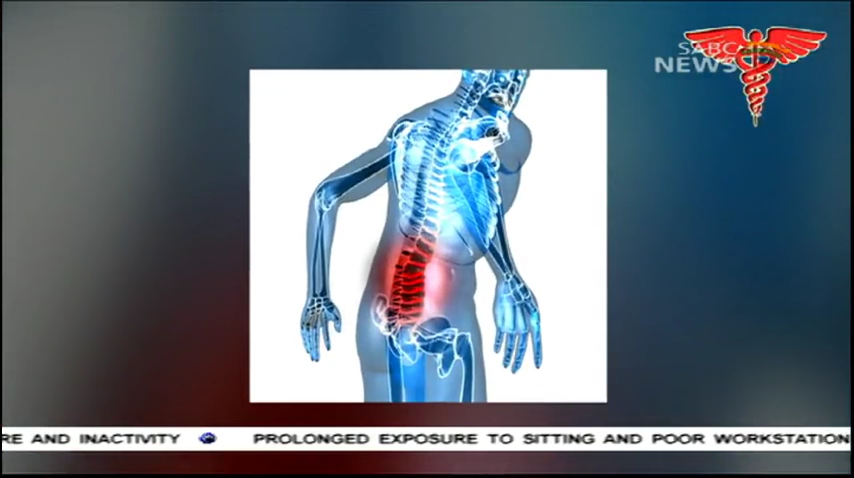 SABC
NEWS
RE AND INACTIVITY PROLONGED EXPOSURE TO SITTING AND POOR WORKSTATION